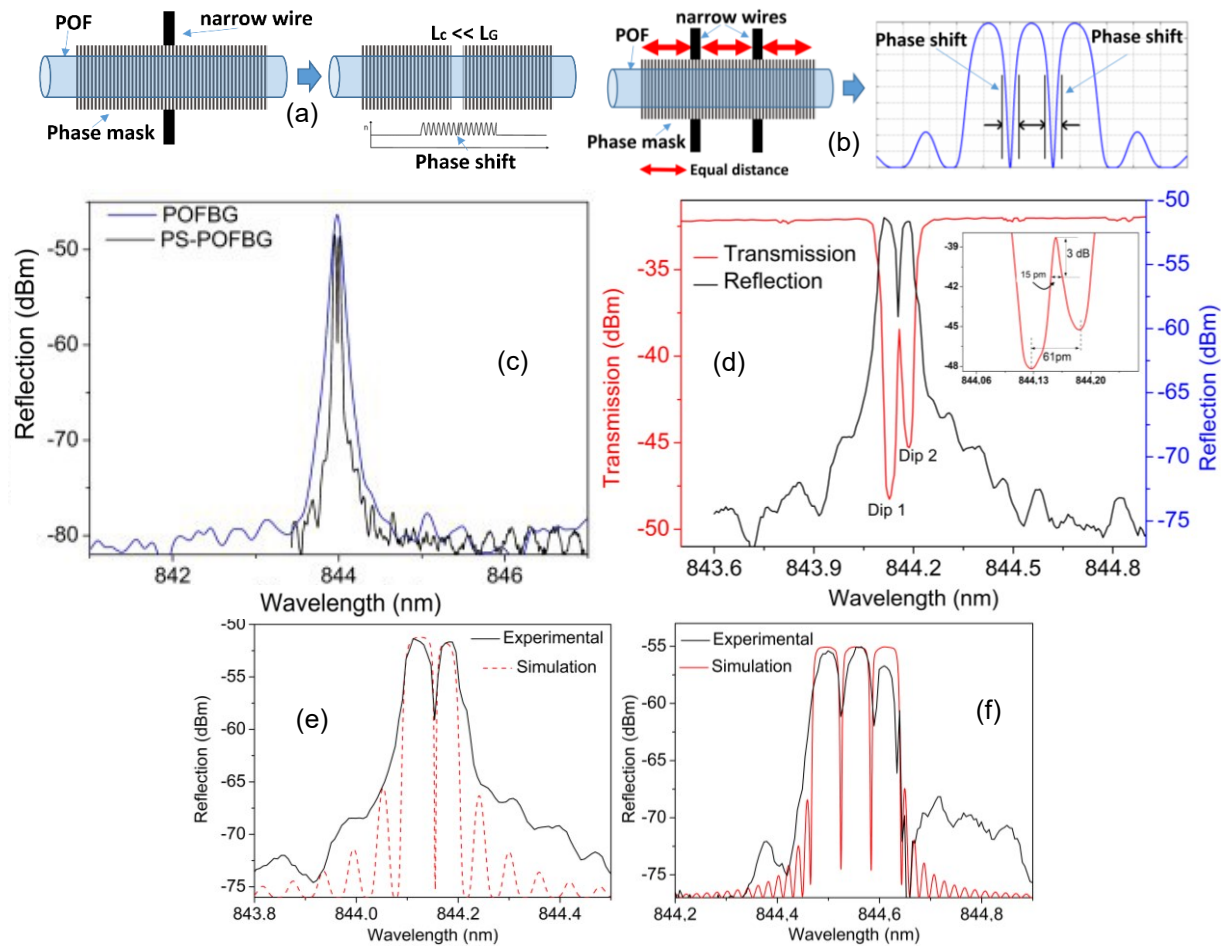 POF
narrow wire
Lc << LG
(a)
Phase mask
n
Phase shift
narrow wires
POF
Phase mask
Equal distance
(b)
Phase shift
Phase shift
POFBG
PS-POFBG
-50
-60
-70
-80
Reflection (dBm)
(c)
842
844
846
Wavelength (nm)
Transmission
Reflection
-35
-40
-45
-50
Transmission (dBm)
(d)
Dip 1
Dip 2
-39
-42
-45
-48
3 dB
15 pm
61pm
844,06
844,13
844,20
-50
-55
-60
-65
-70
-75
Reflection (dBm)
843.6
843.9
844.2
844.5
844.8
Wavelength (nm)
-50
-55
-60
-65
-70
-75
Reflection (dBm)
Experimental
Simulation
(e)
843.8
844.0
844.2
844.4
Wavelength (nm)
-55
-60
-65
-70
-75
Reflection (dBm)
Experimental
Simulation
(f)
844,2
844,4
844,6
844,8
Wavelength (nm)